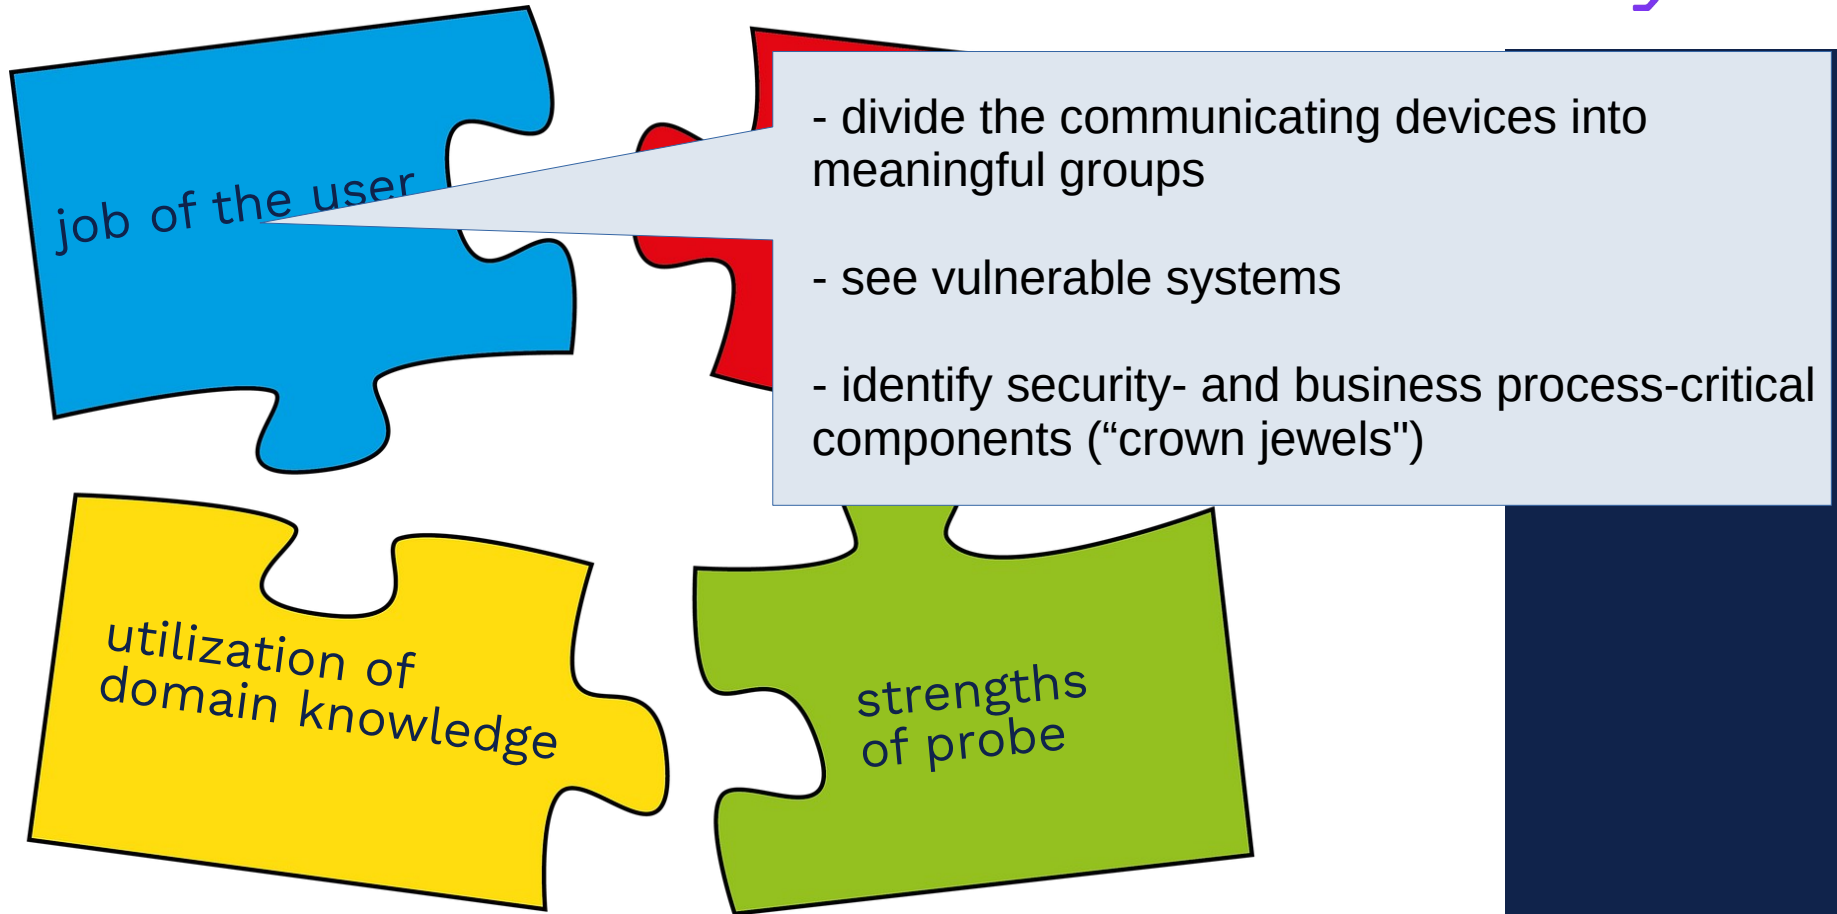 job of the user
- divide the communicating devices into
meaningful groups
- see vulnerable systems
- identify security- and business process-critical
components (“crown jewels")
utilization of
domain knowledge
strengths
of probe